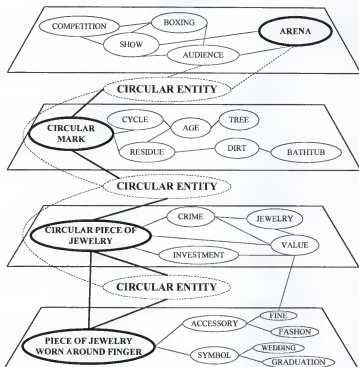 COMPETITION
BOXING
ARENA
SHOW
AUDIENCE
CIRCULAR ENTITY
CIRCULAR
MARK
CYCLE
AGE
TREE
RESIDUE
DIRT
BATHTUB
CIRCULAR ENTITY
CIRCULAR PIECE OF
JEWELRY
CRIME
JEWELRY
VALUE
INVESTMENT
CIRCULAR ENTITY
PIECE OF JEWELRY
WORN AROUND FINGER
ACCESSORY
FINE
FASHION
SYMBOL
WEDDING
GRADUATION